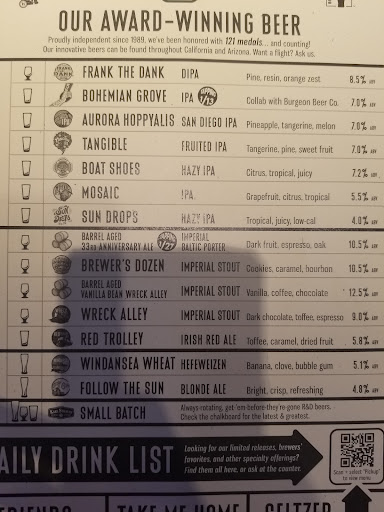 OUR AWARD-WINNING BEER
Proudly independent since 1989, we've been honored with 121 medals... and counting!
Our innovative beers can be found throughout California and Arizona. Want a flight? Ask us.
FRANK THE DANK DIPA Pine, resin, orange zest 8.5% ABV
BOHEMIAN GROVE IPA 7/13 Collab with Burgeon Beer Co. 7.0% ABV
AURORA HOPPYALIS SAN DIEGO IPA Pineapple, tangerine, melon 7.0% ABV
TANGIBLE FRUITED IPA Tangerine, pine, sweet fruit 7.0% ABV
BOAT SHOES HAZY IPA Citrus, tropical, juicy 7.2% ABV
MOSAIC IPA Grapefruit, citrus, tropical 5.5% ABV
SUN DROPS HAZY IPA Tropical, juicy, low-cal 4.0% ABV
BARREL AGED
33RD ANNIVERSARY ALE IMPERIAL
BALTIC PORTER Dark fruit, espresso, oak 10.5% ABV
BREWER'S DOZEN IMPERIAL STOUT Cookies, caramel, bourbon 10.5% ABV
BARREL AGED
VANILLA BEAN WRECK ALLEY IMPERIAL STOUT Vanilla, coffee, chocolate 12.5% ABV
WRECK ALLEY IMPERIAL STOUT Dark chocolate, toffee, espresso 9.0% ABV
RED TROLLEY IRISH RED ALE Toffee, caramel, dried fruit 5.8% ABV
WINDANSEA WHEAT HEFEWEIZEN Banana, clove, bubble gum 5.1% ABV
FOLLOW THE SUN BLONDE ALE Bright, crisp, refreshing 4.8% ABV
SMALL BATCH Always rotating, get-'em-before-they're-gone R&D beers.
Check the chalkboard for the latest & greatest.
AILY DRINK LIST
Looking for our limited releases, brewers'
favorites, and other specialty offerings?
Find them all here, or ask at the counter.
Scan + select "Pickup"
to view menu
FRIENDS TAKE ME HOME SELTZER